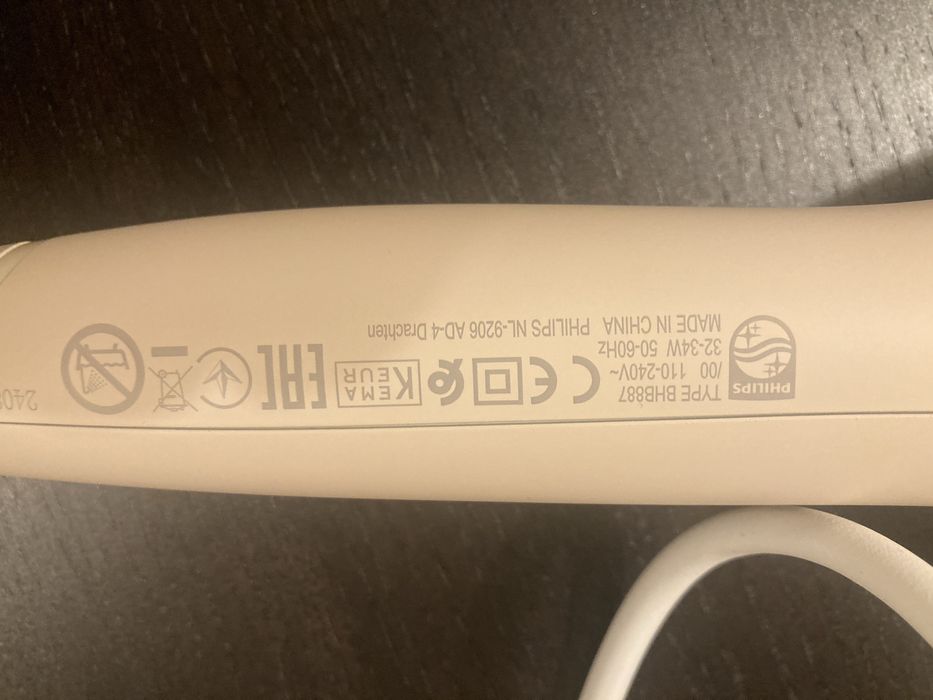 PHILIPS
TYPE BHB887
/00 110-240V~
32-34W 50-60Hz
MADE IN CHINA PHILIPS NL-9206 AD-4 Drachten
CE
KEMA
KEUR
EAC